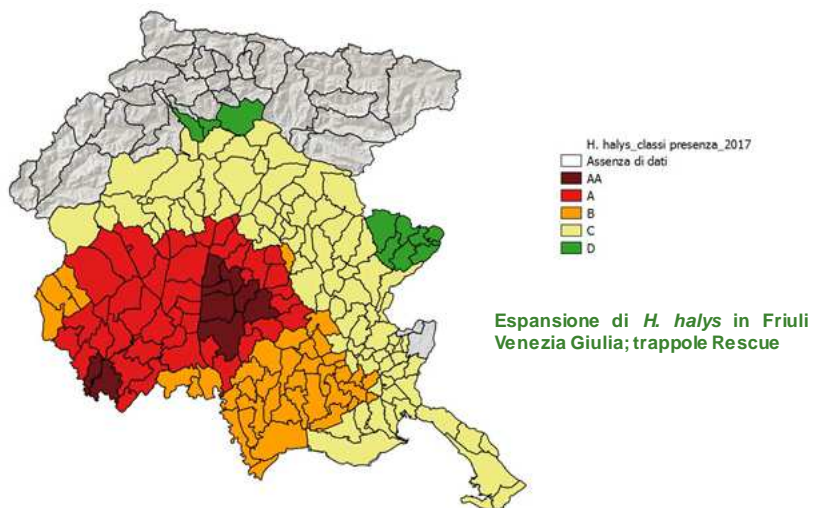 H. halys_classi presenza_2017
Assenza di dati
AA
A
B
C
D
Espansione di H. halys in Friuli
Venezia Giulia; trappole Rescue